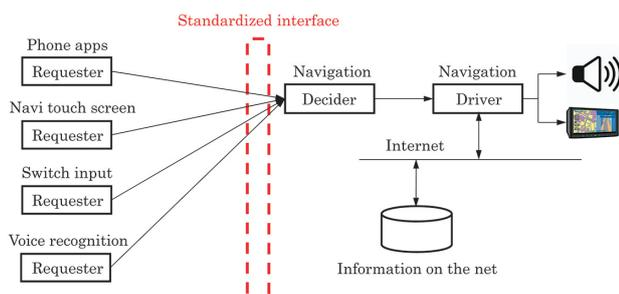 Standardized interface
Phone apps
Requester
Navi touch screen
Requester
Switch input
Requester
Voice recognition
Requester
Navigation
Decider
Navigation
Driver
Internet
Information on the net